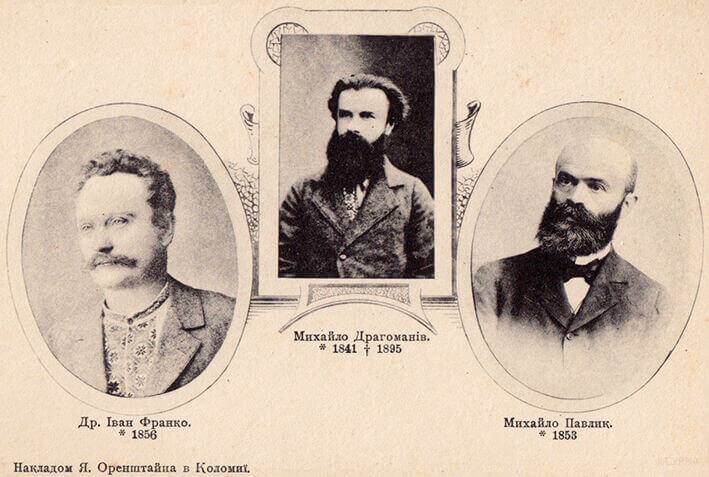 Михайло Драгоманів.
* 1841 † 1895
Др. Іван Франко.
* 1856
Михайло Павлик.
* 1853
Накладом Я. Оренштайна в Коломиї.